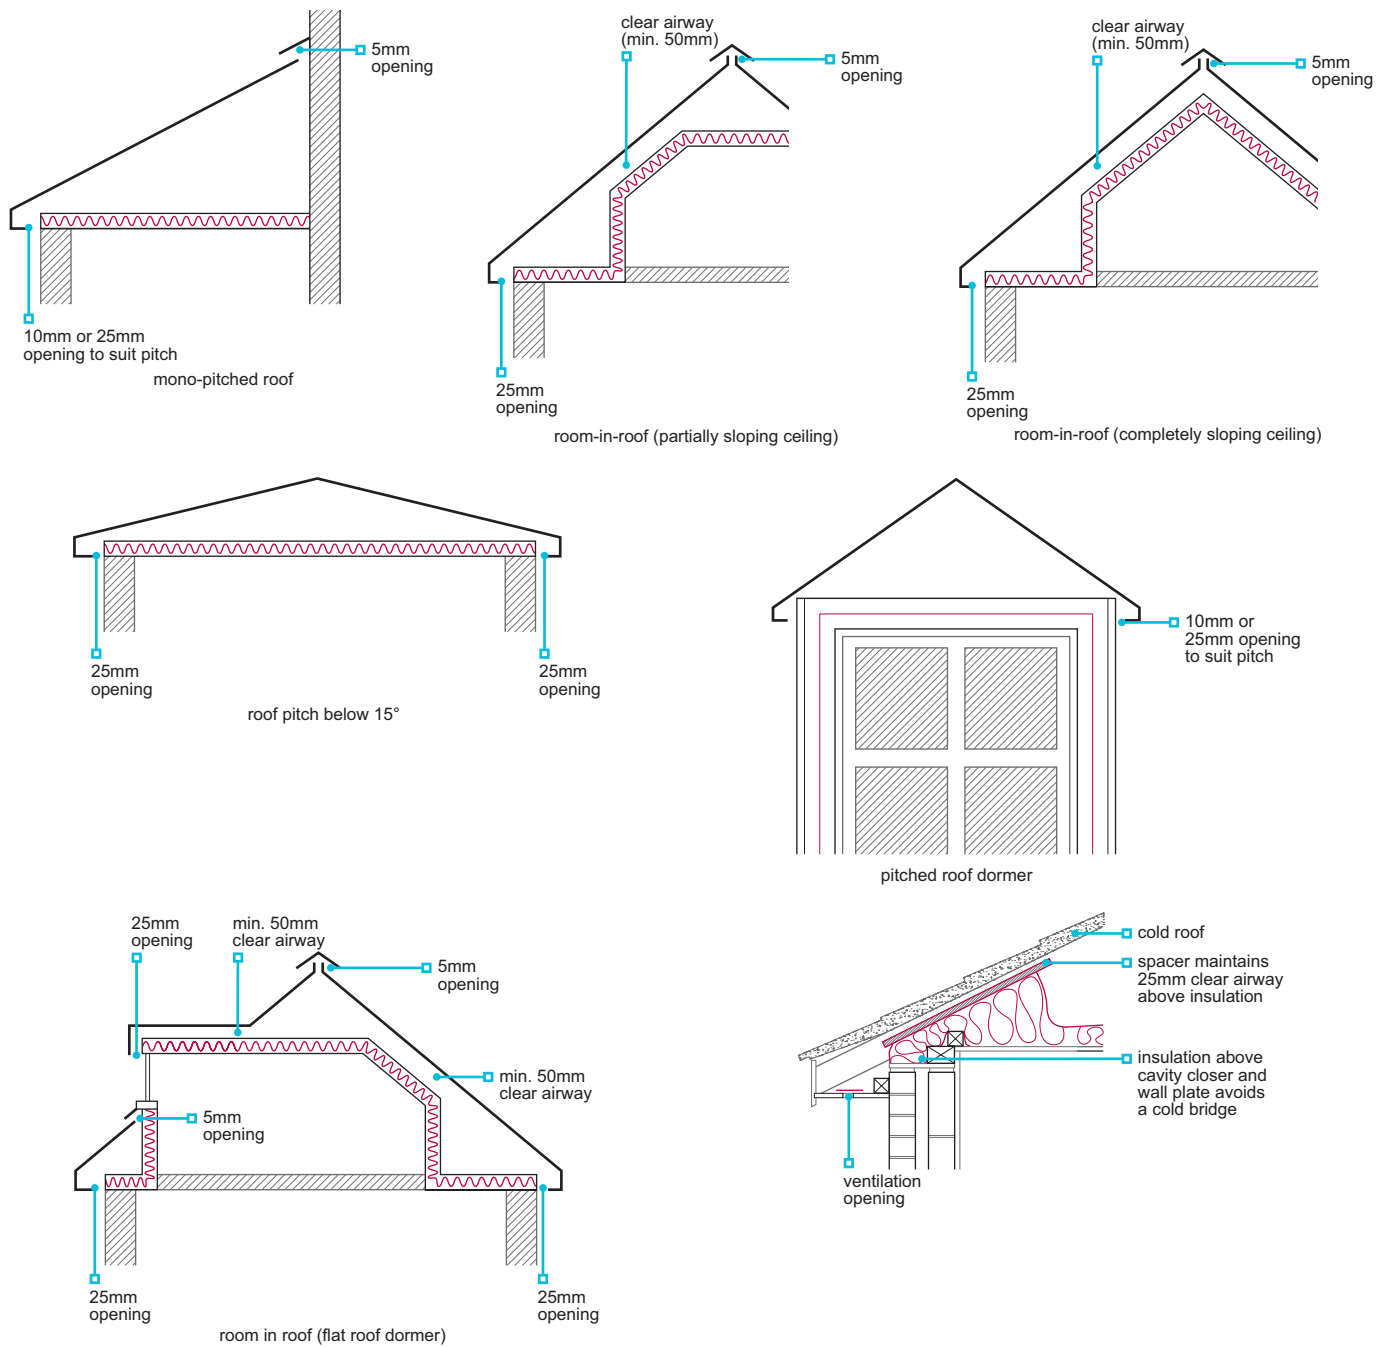 5mm
opening
10mm or 25mm
opening to suit pitch
mono-pitched roof
clear airway
(min. 50mm)
5mm
opening
25mm
opening
room-in-roof (partially sloping ceiling)
clear airway
(min. 50mm)
5mm
opening
25mm
opening
room-in-roof (completely sloping ceiling)
25mm
opening
25mm
opening
roof pitch below 15°
10mm or
25mm opening
to suit pitch
pitched roof dormer
25mm
opening
min. 50mm
clear airway
5mm
opening
min. 50mm
clear airway
5mm
opening
25mm
opening
25mm
opening
room in roof (flat roof dormer)
cold roof
spacer maintains
25mm clear airway
above insulation
insulation above
cavity closer and
wall plate avoids
a cold bridge
ventilation
opening